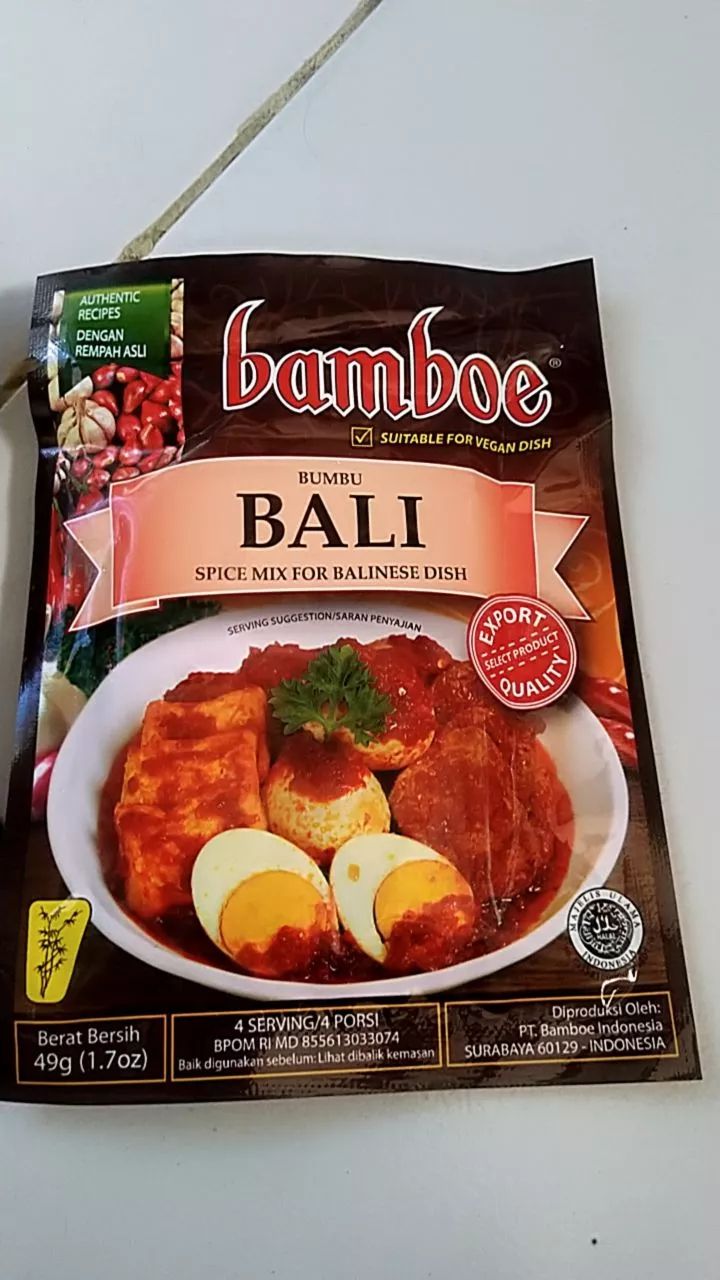 AUTHENTIC
RECIPES
DENGAN
REMPAH ASLI
bamboe®
SUITABLE FOR VEGAN DISH
BUMBU
BALI
SPICE MIX FOR BALINESE DISH
SERVING SUGGESTION/SARAN PENYAJIAN
EXPORT
SELECT PRODUCT
QUALITY
MAJELIS ULAMA
حلال
HALAL
INDONESIA
Berat Bersih
49g (1.7oz)
4 SERVING/4 PORSI
BPOM RI MD 855613033074
Baik digunakan sebelum: Lihat dibalik kemasan
Diproduksi Oleh:
PT. Bamboe Indonesia
SURABAYA 60129 - INDONESIA